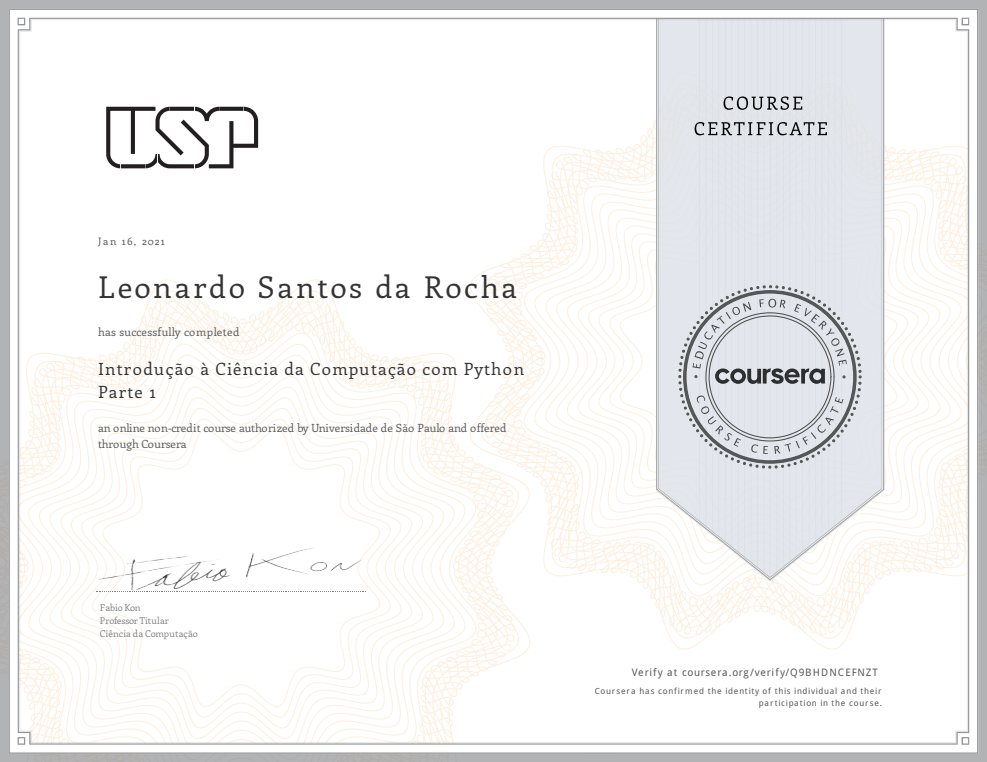 USP
COURSE
CERTIFICATE
Jan 16, 2021
Leonardo Santos da Rocha
has successfully completed
Introdução à Ciência da Computação com Python
Parte 1
an online non-credit course authorized by Universidade de São Paulo and offered
through Coursera
EDUCATION FOR EVERYONE
coursera
COURSE CERTIFICATE
Fabio Kon
Fabio Kon
Professor Titular
Ciência da Computação
Verify at coursera.org/verify/Q9BHDNCEFNZT
Coursera has confirmed the identity of this individual and their
participation in the course.